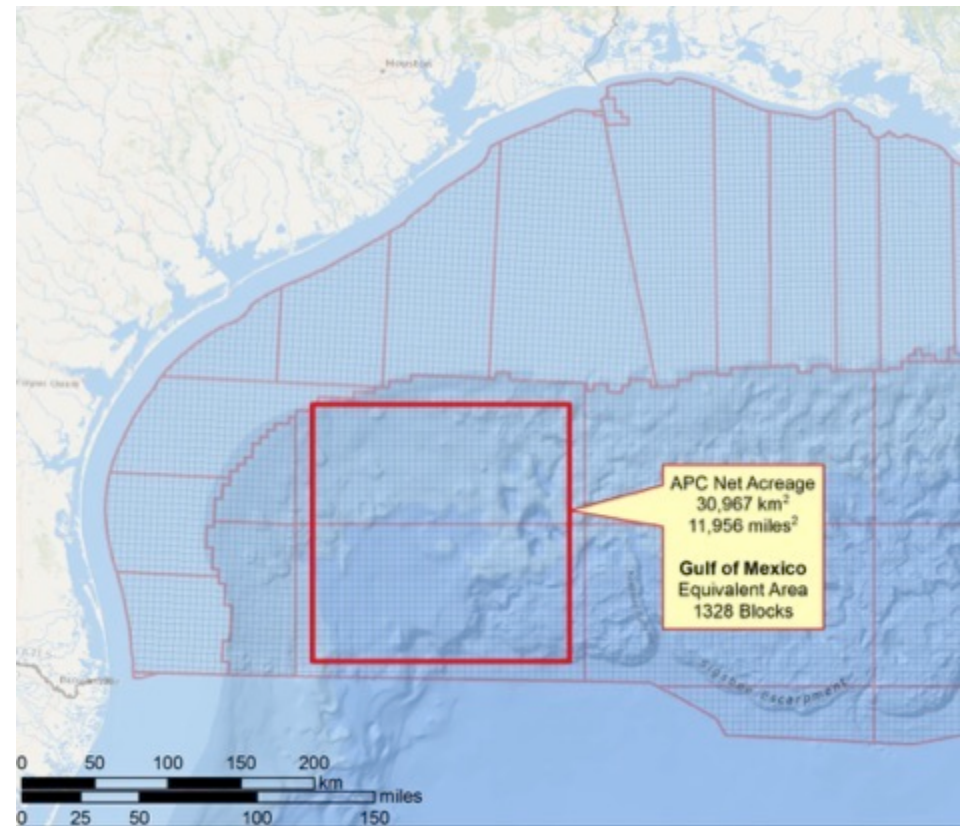 Houston
APC Net Acreage
30,967 km²
11,956 miles²
Gulf of Mexico
Equivalent Area
1328 Blocks
Sigsbee Escarpment
0 50 100 150 200
km
miles
0 25 50 100 150